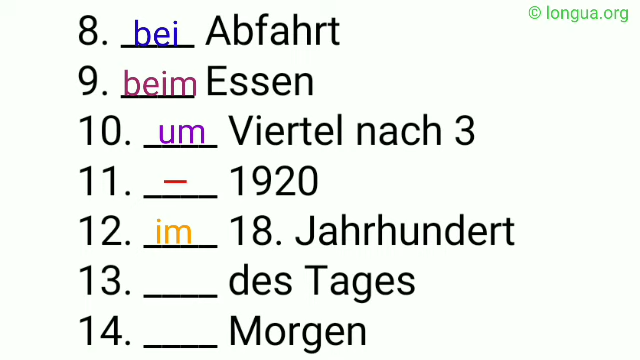 © longua.org
8. bei Abfahrt
9. beim Essen
10. um Viertel nach 3
11. – 1920
12. im 18. Jahrhundert
13. ____ des Tages
14. ____ Morgen